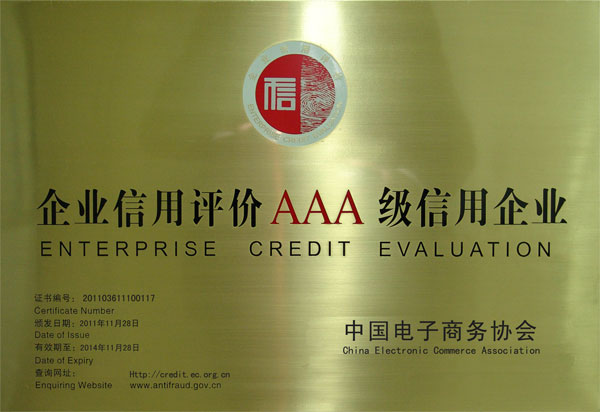 信
企业信用评价AAA级信用企业
ENTERPRISE CREDIT EVALUATION
证书编号: 201103611100117
Certificate Number
颁发日期: 2011年11月28日
Date of Issue
有效期至: 2014年11月28日
Date of Expiry
查询网址: Http://credit.ec.org.cn
Enquiring Website www.antifraud.gov.cn
中国电子商务协会
China Electronic Commerce Association